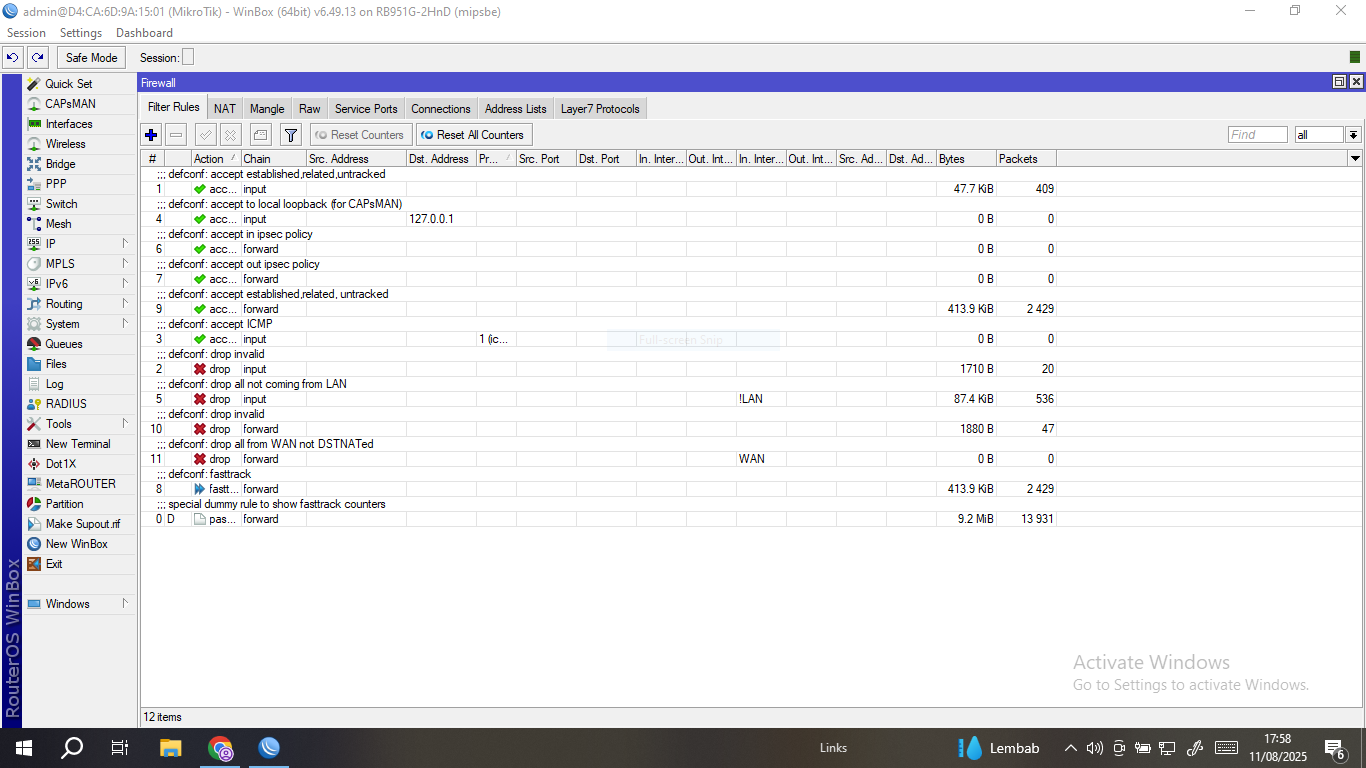 admin@D4:CA:6D:9A:15:01 (MikroTik) - WinBox (64bit) v6.49.13 on RB951G-2HnD (mipsbe)
Session Settings Dashboard
Safe Mode Session:
Quick Set
CAPsMAN
Interfaces
Wireless
Bridge
PPP
Switch
Mesh
IP
MPLS
IPv6
Routing
System
Queues
Files
Log
RADIUS
Tools
New Terminal
Dot1X
MetaROUTER
Partition
Make Supout.rif
New WinBox
Exit
Windows
RouterOS WinBox
Firewall
Filter Rules NAT Mangle Raw Service Ports Connections Address Lists Layer7 Protocols
Reset Counters Reset All Counters Find all
# Action Chain Src. Address Dst. Address Pr... Src. Port Dst. Port In. Inter... Out. Int... In. Inter... Out. Int... Src. Ad... Dst. Ad... Bytes Packets
;;; defconf: accept established,related,untracked
1 acc... input 47.7 KiB 409
;;; defconf: accept to local loopback (for CAPsMAN)
4 acc... input 127.0.0.1 0 B 0
;;; defconf: accept in ipsec policy
6 acc... forward 0 B 0
;;; defconf: accept out ipsec policy
7 acc... forward 0 B 0
;;; defconf: accept established,related, untracked
9 acc... forward 413.9 KiB 2 429
;;; defconf: accept ICMP
3 acc... input 1 (ic... 0 B 0
Full-screen Snip
;;; defconf: drop invalid
2 drop input 1710 B 20
;;; defconf: drop all not coming from LAN
5 drop input !LAN 87.4 KiB 536
;;; defconf: drop invalid
10 drop forward 1880 B 47
;;; defconf: drop all from WAN not DSTNATed
11 drop forward WAN 0 B 0
;;; defconf: fasttrack
8 fastt... forward 413.9 KiB 2 429
;;; special dummy rule to show fasttrack counters
0 D pas... forward 9.2 MiB 13 931
12 items
Activate Windows
Go to Settings to activate Windows.
Links Lembab 17:58
11/08/2025
6